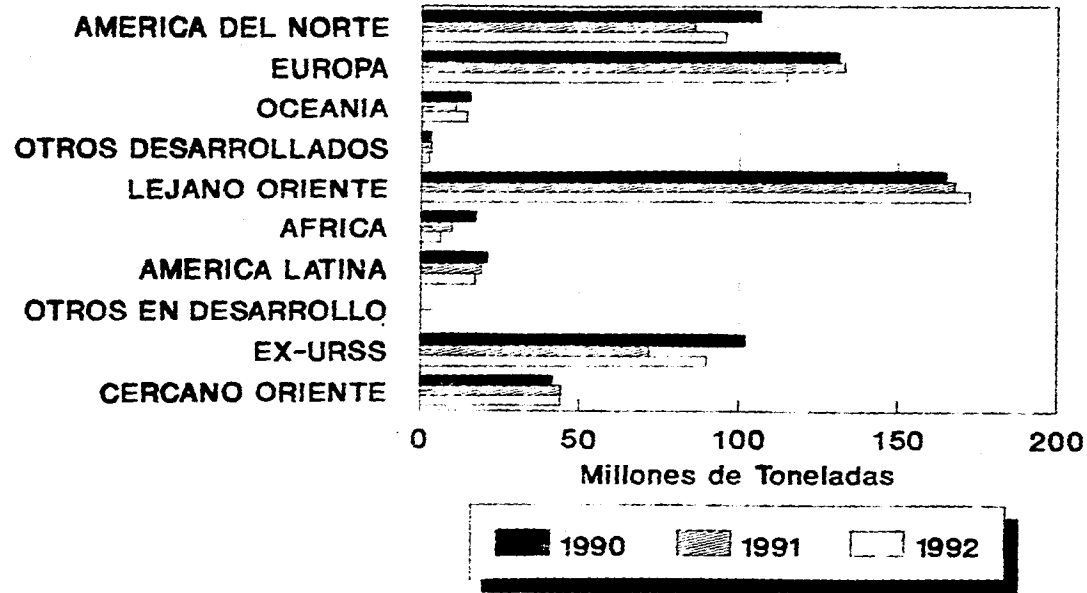 AMERICA DEL NORTE
EUROPA
OCEANIA
OTROS DESARROLLADOS
LEJANO ORIENTE
AFRICA
AMERICA LATINA
OTROS EN DESARROLLO
EX-URSS
CERCANO ORIENTE
0 50 100 150 200
Millones de Toneladas
1990 1991 1992